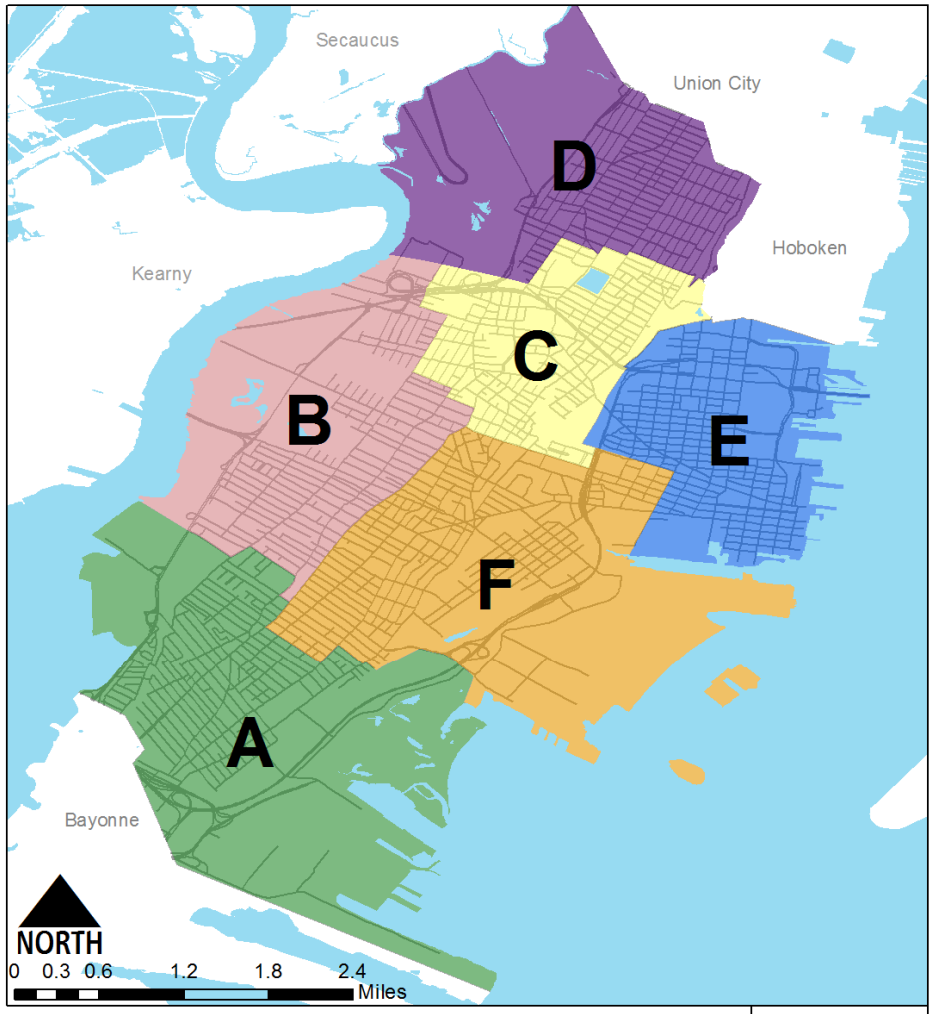 Secaucus
Union City
D
Hoboken
Kearny
C
B
E
F
A
Bayonne
NORTH
0 0.3 0.6 1.2 1.8 2.4
Miles